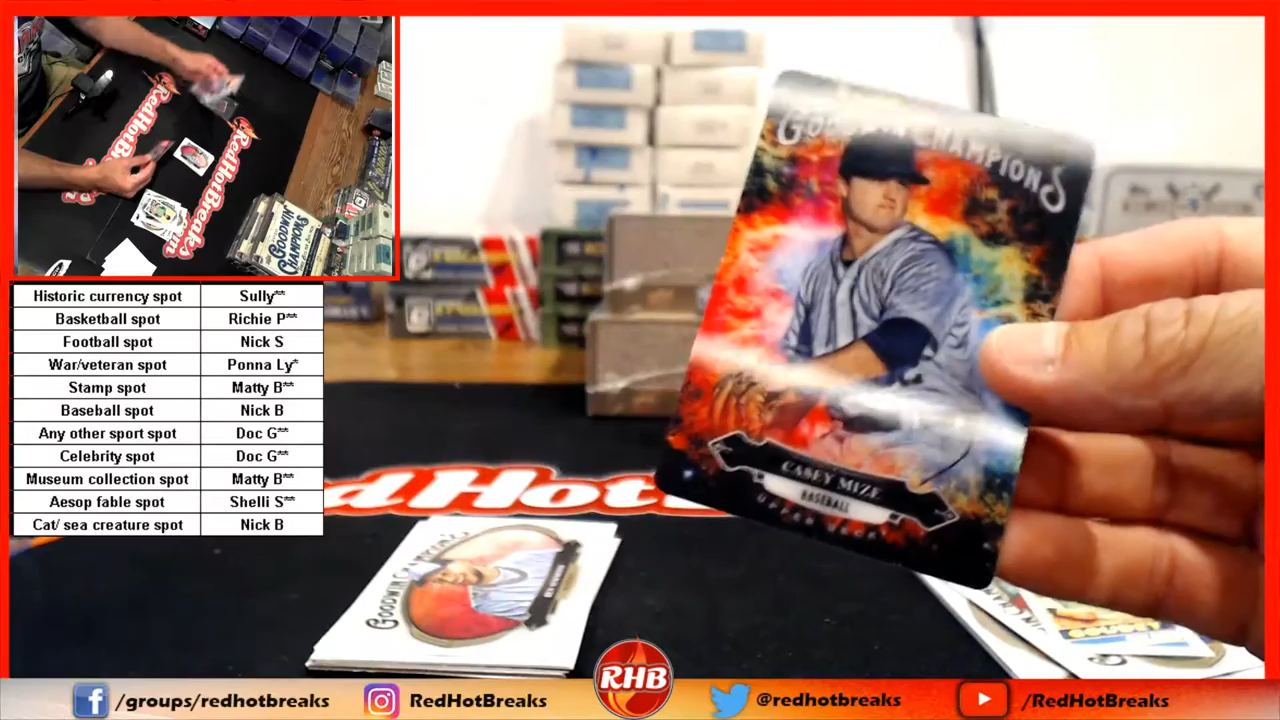 RedHotBreaks
RedHotBreaks
GOODWIN
CHAMPIONS
Historic currency spot Sully**
Basketball spot Richie P**
Football spot Nick S
War/veteran spot Ponna Ly*
Stamp spot Matty B**
Baseball spot Nick B
Any other sport spot Doc G**
Celebrity spot Doc G**
Museum collection spot Matty B**
Aesop fable spot Shelli S**
Cat/ sea creature spot Nick B
GOODWIN CHAMPIONS
CASEY MIZE
BASEBALL
UPPER DECK
dHot
GOODWIN CHAMPIONS
RHB
/groups/redhotbreaks
RedHotBreaks
@redhotbreaks
/RedHotBreaks